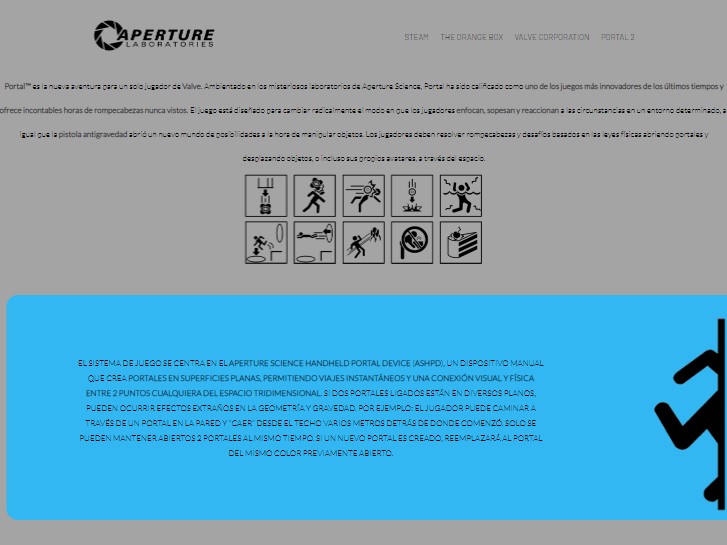 APERTURE
LABORATORIES
STEAM THE ORANGE BOX VALVE CORPORATION PORTAL 2
Portal™ es la nueva aventura para un solo jugador de Valve. Ambientado en los misteriosos laboratorios de Aperture Science, Portal ha sido calificado como uno de los juegos más innovadores de los últimos tiempos y
ofrece incontables horas de rompecabezas nunca vistos. El juego está diseñado para cambiar radicalmente el modo en que los jugadores enfocan, sopesan y reaccionan a las circunstancias en un entorno determinado, a
igual que la pistola antigravedad abrió un nuevo mundo de posibilidades a la hora de manipular objetos. Los jugadores deben resolver rompecabezas y desafíos basados en las leyes físicas abriendo portales y
desplazando objetos, o incluso sus propios avatares, a través del espacio.
EL SISTEMA DE JUEGO SE CENTRA EN EL APERTURE SCIENCE HANDHELD PORTAL DEVICE (ASHPD), UN DISPOSITIVO MANUAL
QUE CREA PORTALES EN SUPERFICIES PLANAS, PERMITIENDO VIAJES INSTANTÁNEOS Y UNA CONEXIÓN VISUAL Y FÍSICA
ENTRE 2 PUNTOS CUALQUIERA DEL ESPACIO TRIDIMENSIONAL. SI DOS PORTALES LIGADOS ESTÁN EN DIVERSOS PLANOS,
PUEDEN OCURRIR EFECTOS EXTRAÑOS EN LA GEOMETRÍA Y GRAVEDAD. POR EJEMPLO: EL JUGADOR PUEDE CAMINAR A
TRAVÉS DE UN PORTAL EN LA PARED Y "CAER" DESDE EL TECHO VARIOS METROS DETRÁS DE DONDE COMENZÓ. SOLO SE
PUEDEN MANTENER ABIERTOS 2 PORTALES AL MISMO TIEMPO. SI UN NUEVO PORTAL ES CREADO, REEMPLAZARÁ AL PORTAL
DEL MISMO COLOR PREVIAMENTE ABIERTO.